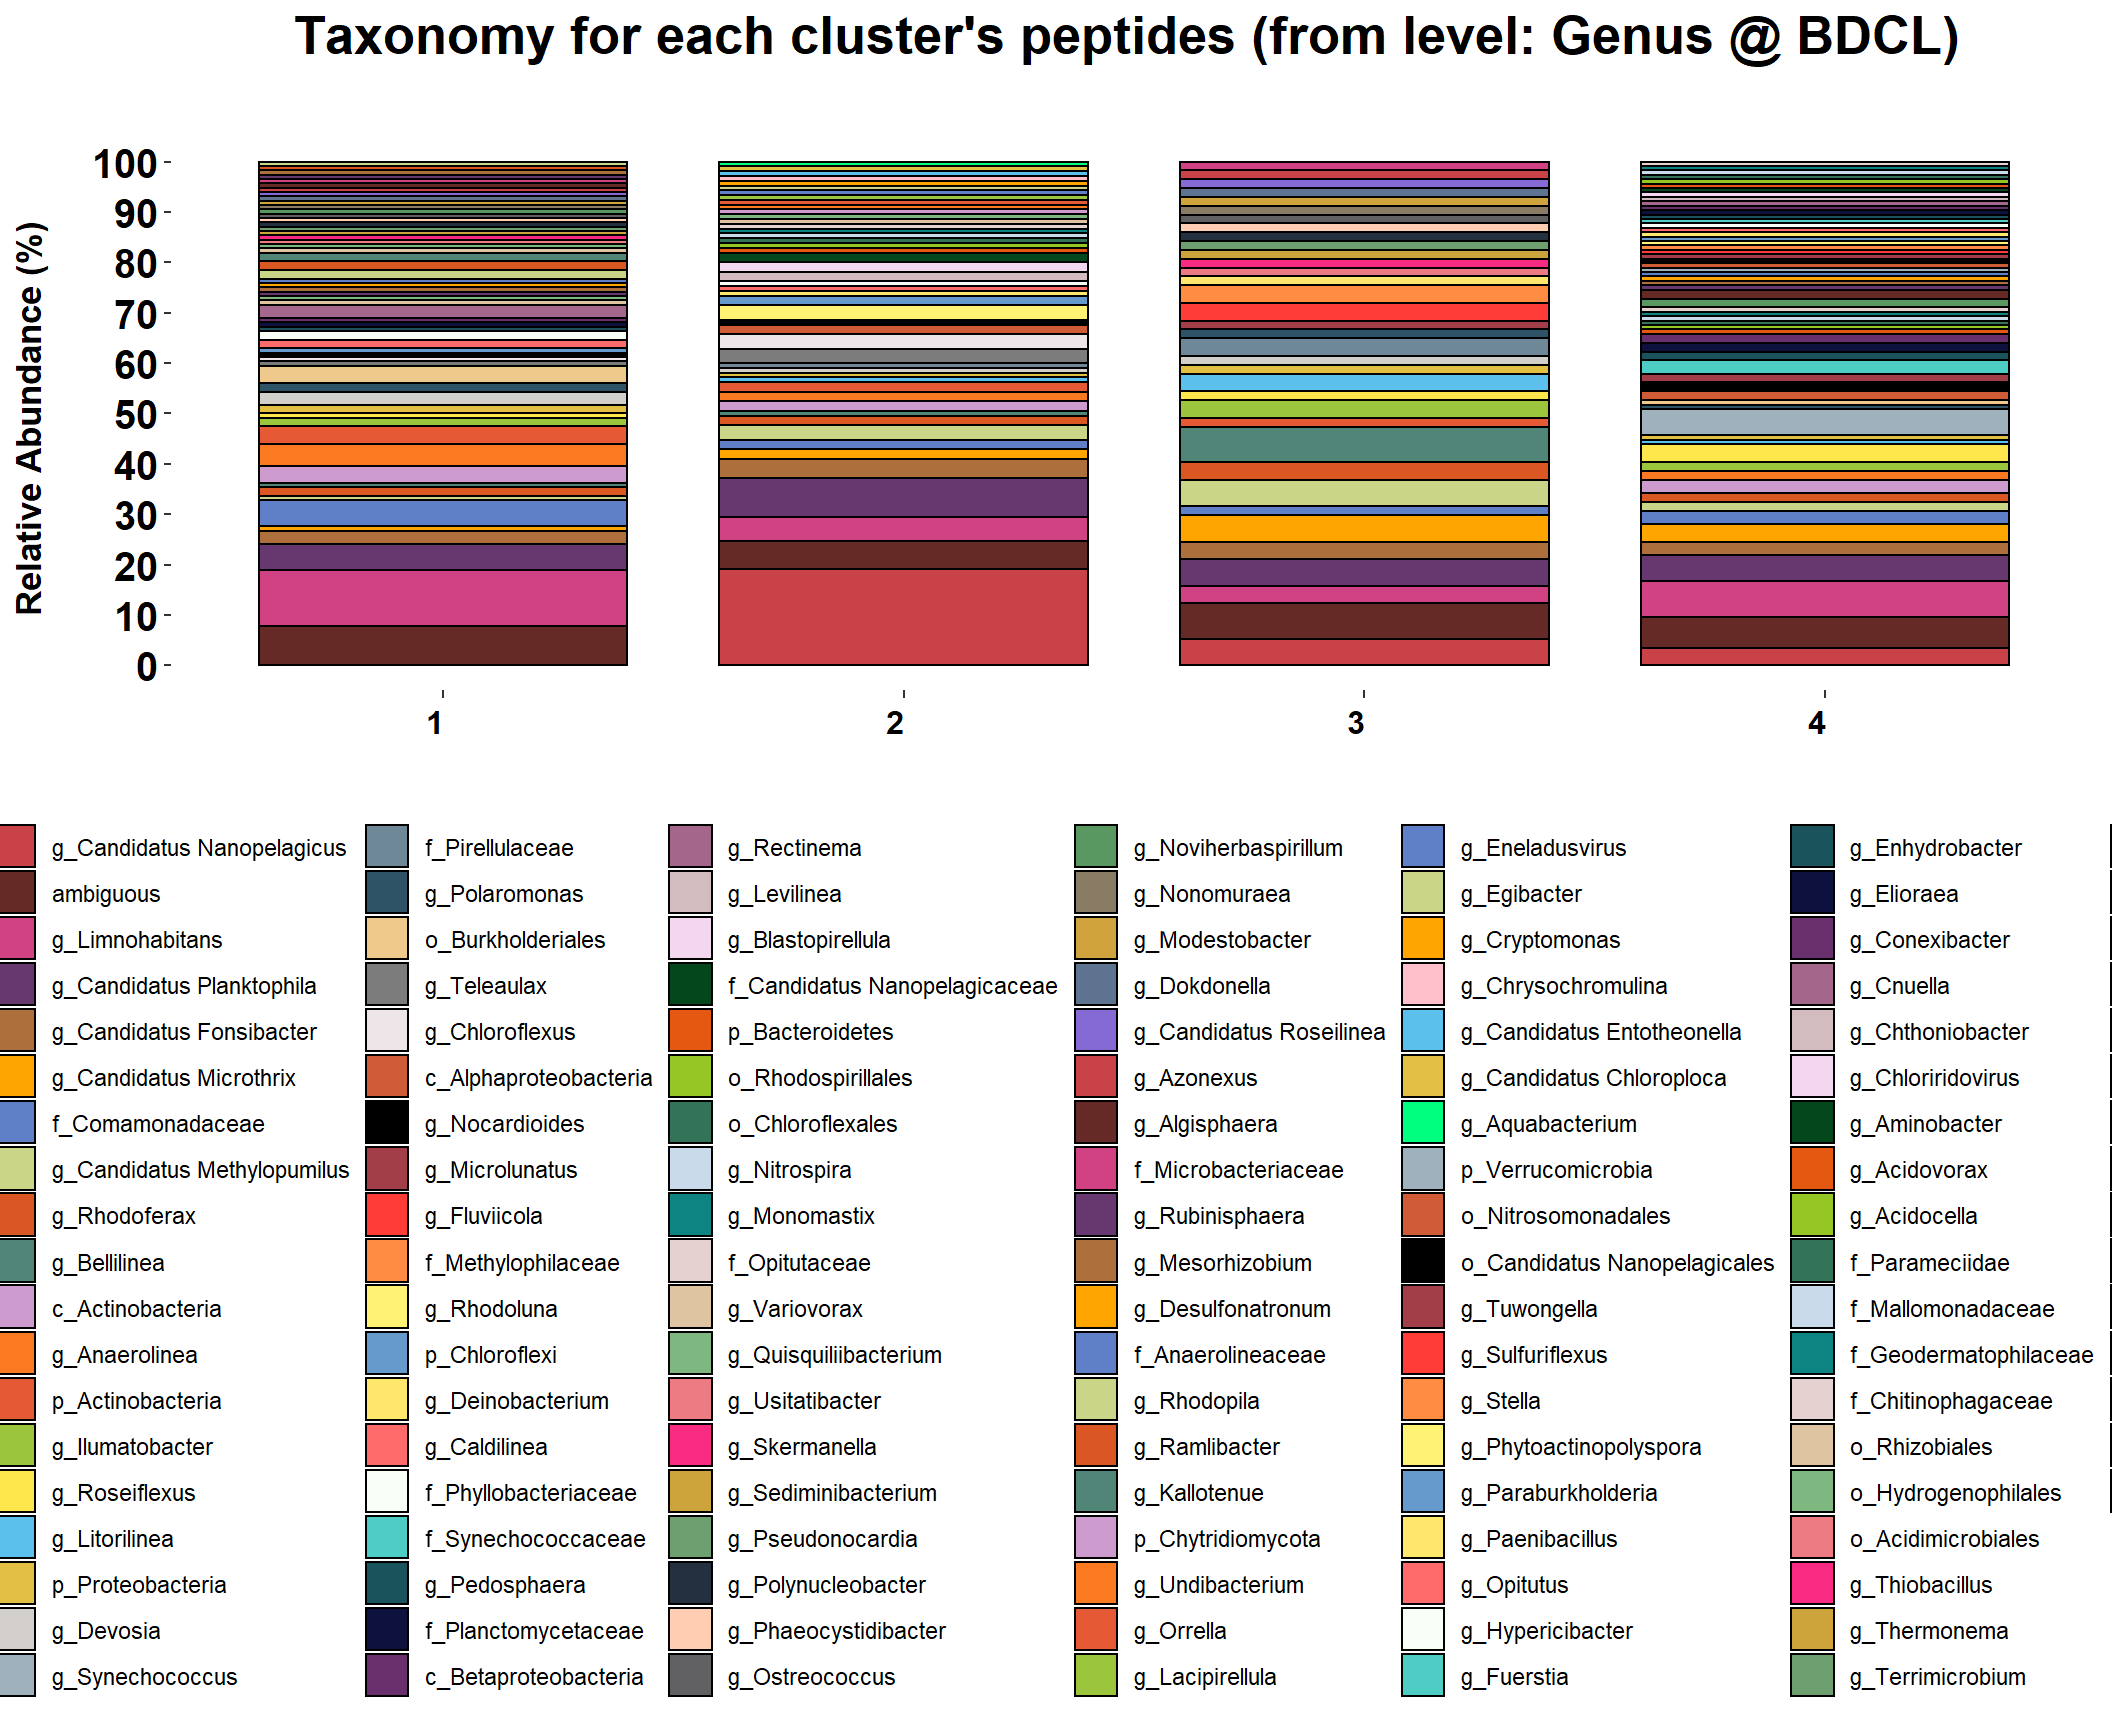 Taxonomy for each cluster's peptides (from level: Genus @ BDCL)
Relative Abundance (%)
100
90
80
70
60
50
40
30
20
10
0
1 2 3 4
g_Candidatus Nanopelagicus f_Pirellulaceae g_Rectinema g_Noviherbaspirillum g_Eneladusvirus g_Enhydrobacter
ambiguous g_Polaromonas g_Levilinea g_Nonomuraea g_Egibacter g_Elioraea
g_Limnohabitans o_Burkholderiales g_Blastopirellula g_Modestobacter g_Cryptomonas g_Conexibacter
g_Candidatus Planktophila g_Teleaulax f_Candidatus Nanopelagicaceae g_Dokdonella g_Chrysochromulina g_Cnuella
g_Candidatus Fonsibacter g_Chloroflexus p_Bacteroidetes g_Candidatus Roseilinea g_Candidatus Entotheonella g_Chthoniobacter
g_Candidatus Microthrix c_Alphaproteobacteria o_Rhodospirillales g_Azonexus g_Candidatus Chloroploca g_Chloriridovirus
f_Comamonadaceae g_Nocardioides o_Chloroflexales g_Algisphaera g_Aquabacterium g_Aminobacter
g_Candidatus Methylopumilus g_Microlunatus g_Nitrospira f_Microbacteriaceae p_Verrucomicrobia g_Acidovorax
g_Rhodoferax g_Fluviicola g_Monomastix g_Rubinisphaera o_Nitrosomonadales g_Acidocella
g_Bellilinea f_Methylophilaceae f_Opitutaceae g_Mesorhizobium o_Candidatus Nanopelagicales f_Parameciidae
c_Actinobacteria g_Rhodoluna g_Variovorax g_Desulfonatronum g_Tuwongella f_Mallomonadaceae
g_Anaerolinea p_Chloroflexi g_Quisquiliibacterium f_Anaerolineaceae g_Sulfuriflexus f_Geodermatophilaceae
p_Actinobacteria g_Deinobacterium g_Usitatibacter g_Rhodopila g_Stella f_Chitinophagaceae
g_Ilumatobacter g_Caldilinea g_Skermanella g_Ramlibacter g_Phytoactinopolyspora o_Rhizobiales
g_Roseiflexus f_Phyllobacteriaceae g_Sediminibacterium g_Kallotenue g_Paraburkholderia o_Hydrogenophilales
g_Litorilinea f_Synechococcaceae g_Pseudonocardia p_Chytridiomycota g_Paenibacillus o_Acidimicrobiales
p_Proteobacteria g_Pedosphaera g_Polynucleobacter g_Undibacterium g_Opitutus g_Thiobacillus
g_Devosia f_Planctomycetaceae g_Phaeocystidibacter g_Orrella g_Hypericibacter g_Thermonema
g_Synechococcus c_Betaproteobacteria g_Ostreococcus g_Lacipirellula g_Fuerstia g_Terrimicrobium